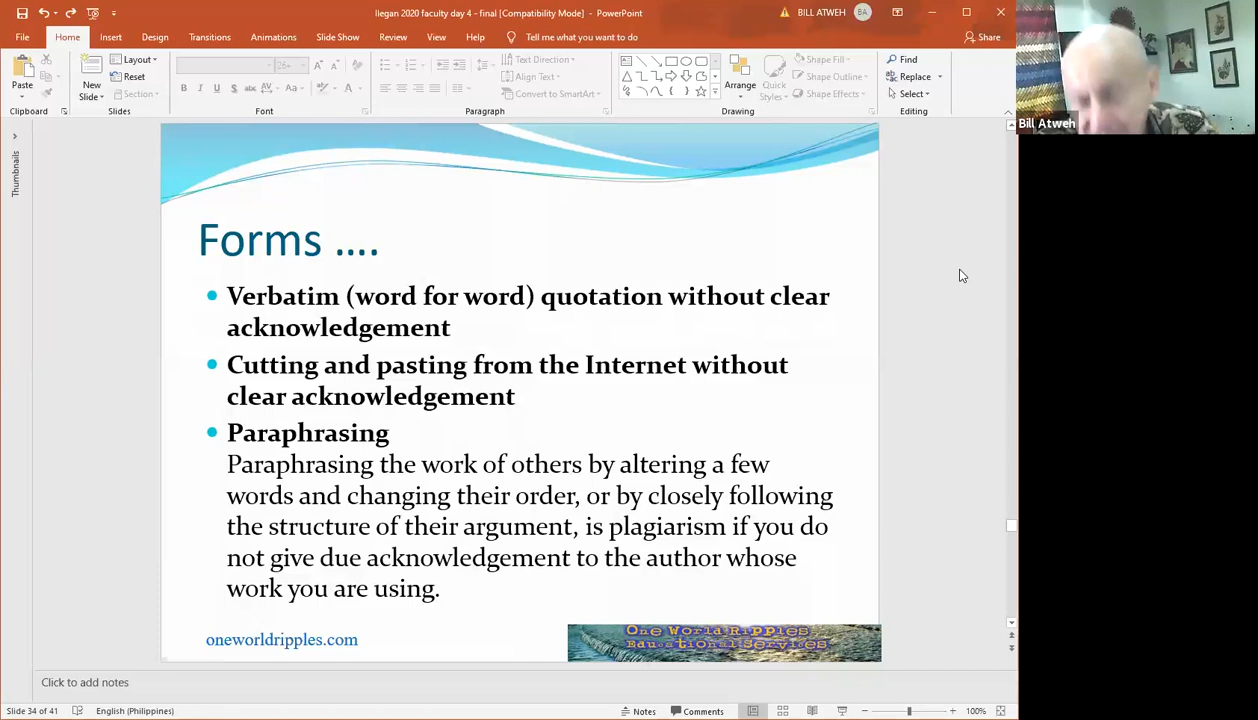 Ilegan 2020 faculty day 4 - final [Compatibility Mode] - PowerPoint
BILL ATWEH
BA
File
Home
Insert
Design
Transitions
Animations
Slide Show
Review
View
Help
Tell me what you want to do
Share
Paste
New
Slide
Layout
Reset
Section
26
B I U S abc AV Aa A
Text Direction
Align Text
Convert to SmartArt
Arrange
Quick
Styles
Shape Fill
Shape Outline
Shape Effects
Find
Replace
Select
Clipboard
Slides
Font
Paragraph
Drawing
Editing
Bill Atweh
Thumbnails
Forms ....
Verbatim (word for word) quotation without clear
acknowledgement
Cutting and pasting from the Internet without
clear acknowledgement
Paraphrasing
Paraphrasing the work of others by altering a few
words and changing their order, or by closely following
the structure of their argument, is plagiarism if you do
not give due acknowledgement to the author whose
work you are using.
oneworldripples.com
One World Ripples
Educational Services
Click to add notes
Slide 34 of 41
English (Philippines)
Notes
Comments
100%